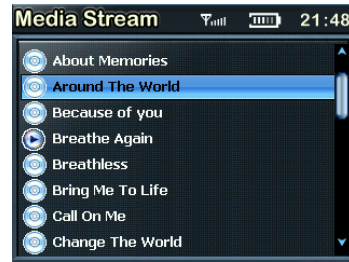 Media Stream 21:48
About Memories
Around The World
Because of you
Breathe Again
Breathless
Bring Me To Life
Call On Me
Change The World